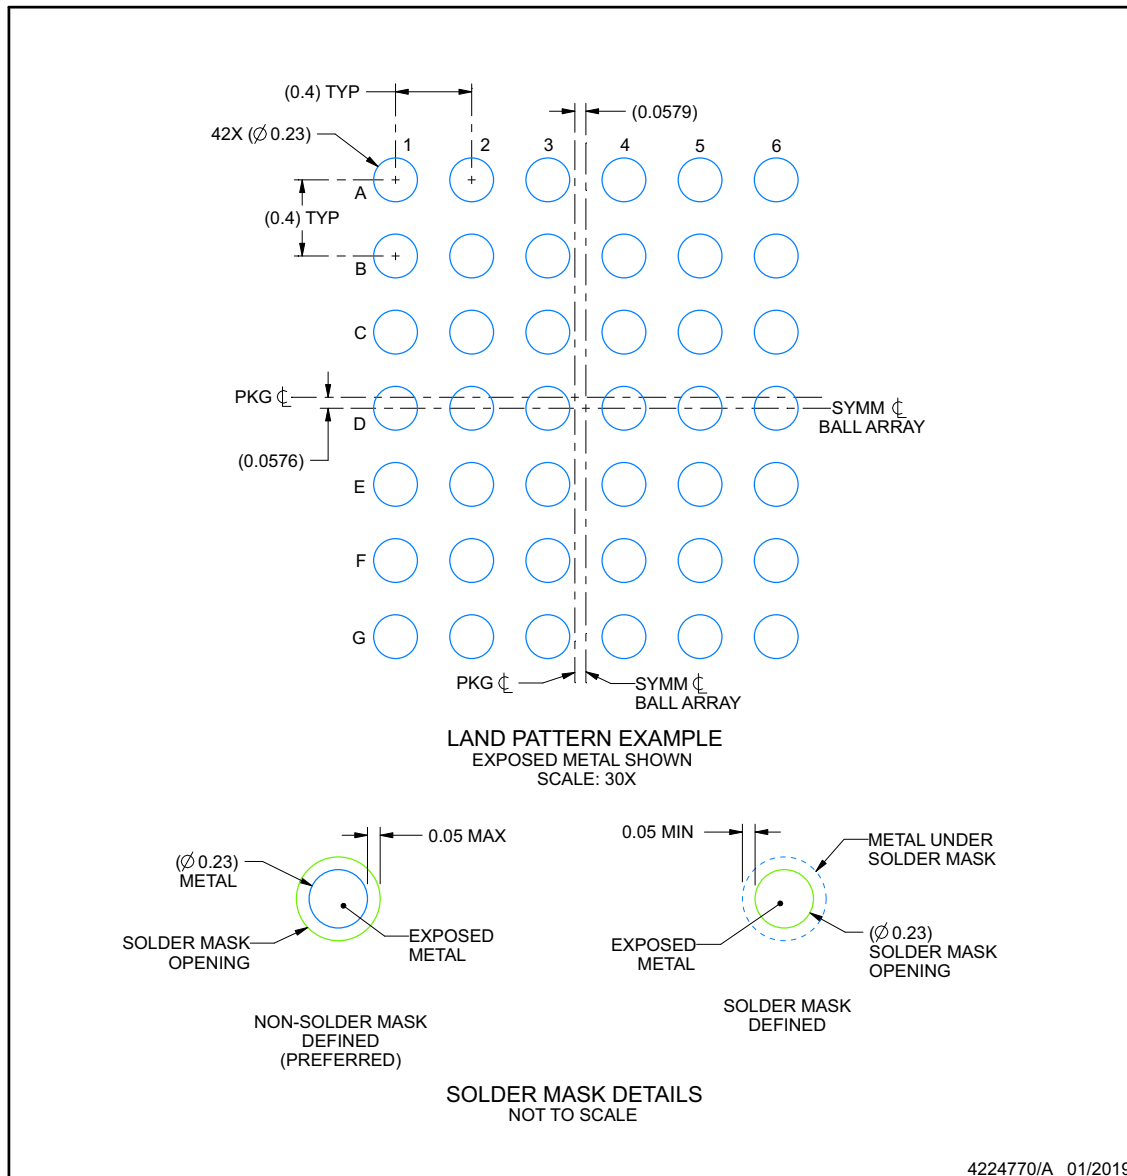 (0.4) TYP
(0.0579)
42X (∅ 0.23)
1
2
3
4
5
6
A
(0.4) TYP
B
C
PKG ℄
D
SYMM ℄
BALL ARRAY
(0.0576)
E
F
G
PKG ℄
SYMM ℄
BALL ARRAY
LAND PATTERN EXAMPLE
EXPOSED METAL SHOWN
SCALE: 30X
(∅ 0.23)
METAL
0.05 MAX
SOLDER MASK
OPENING
EXPOSED
METAL
NON-SOLDER MASK
DEFINED
(PREFERRED)
0.05 MIN
METAL UNDER
SOLDER MASK
EXPOSED
METAL
(∅ 0.23)
SOLDER MASK
OPENING
SOLDER MASK
DEFINED
SOLDER MASK DETAILS
NOT TO SCALE
4224770/A 01/2019